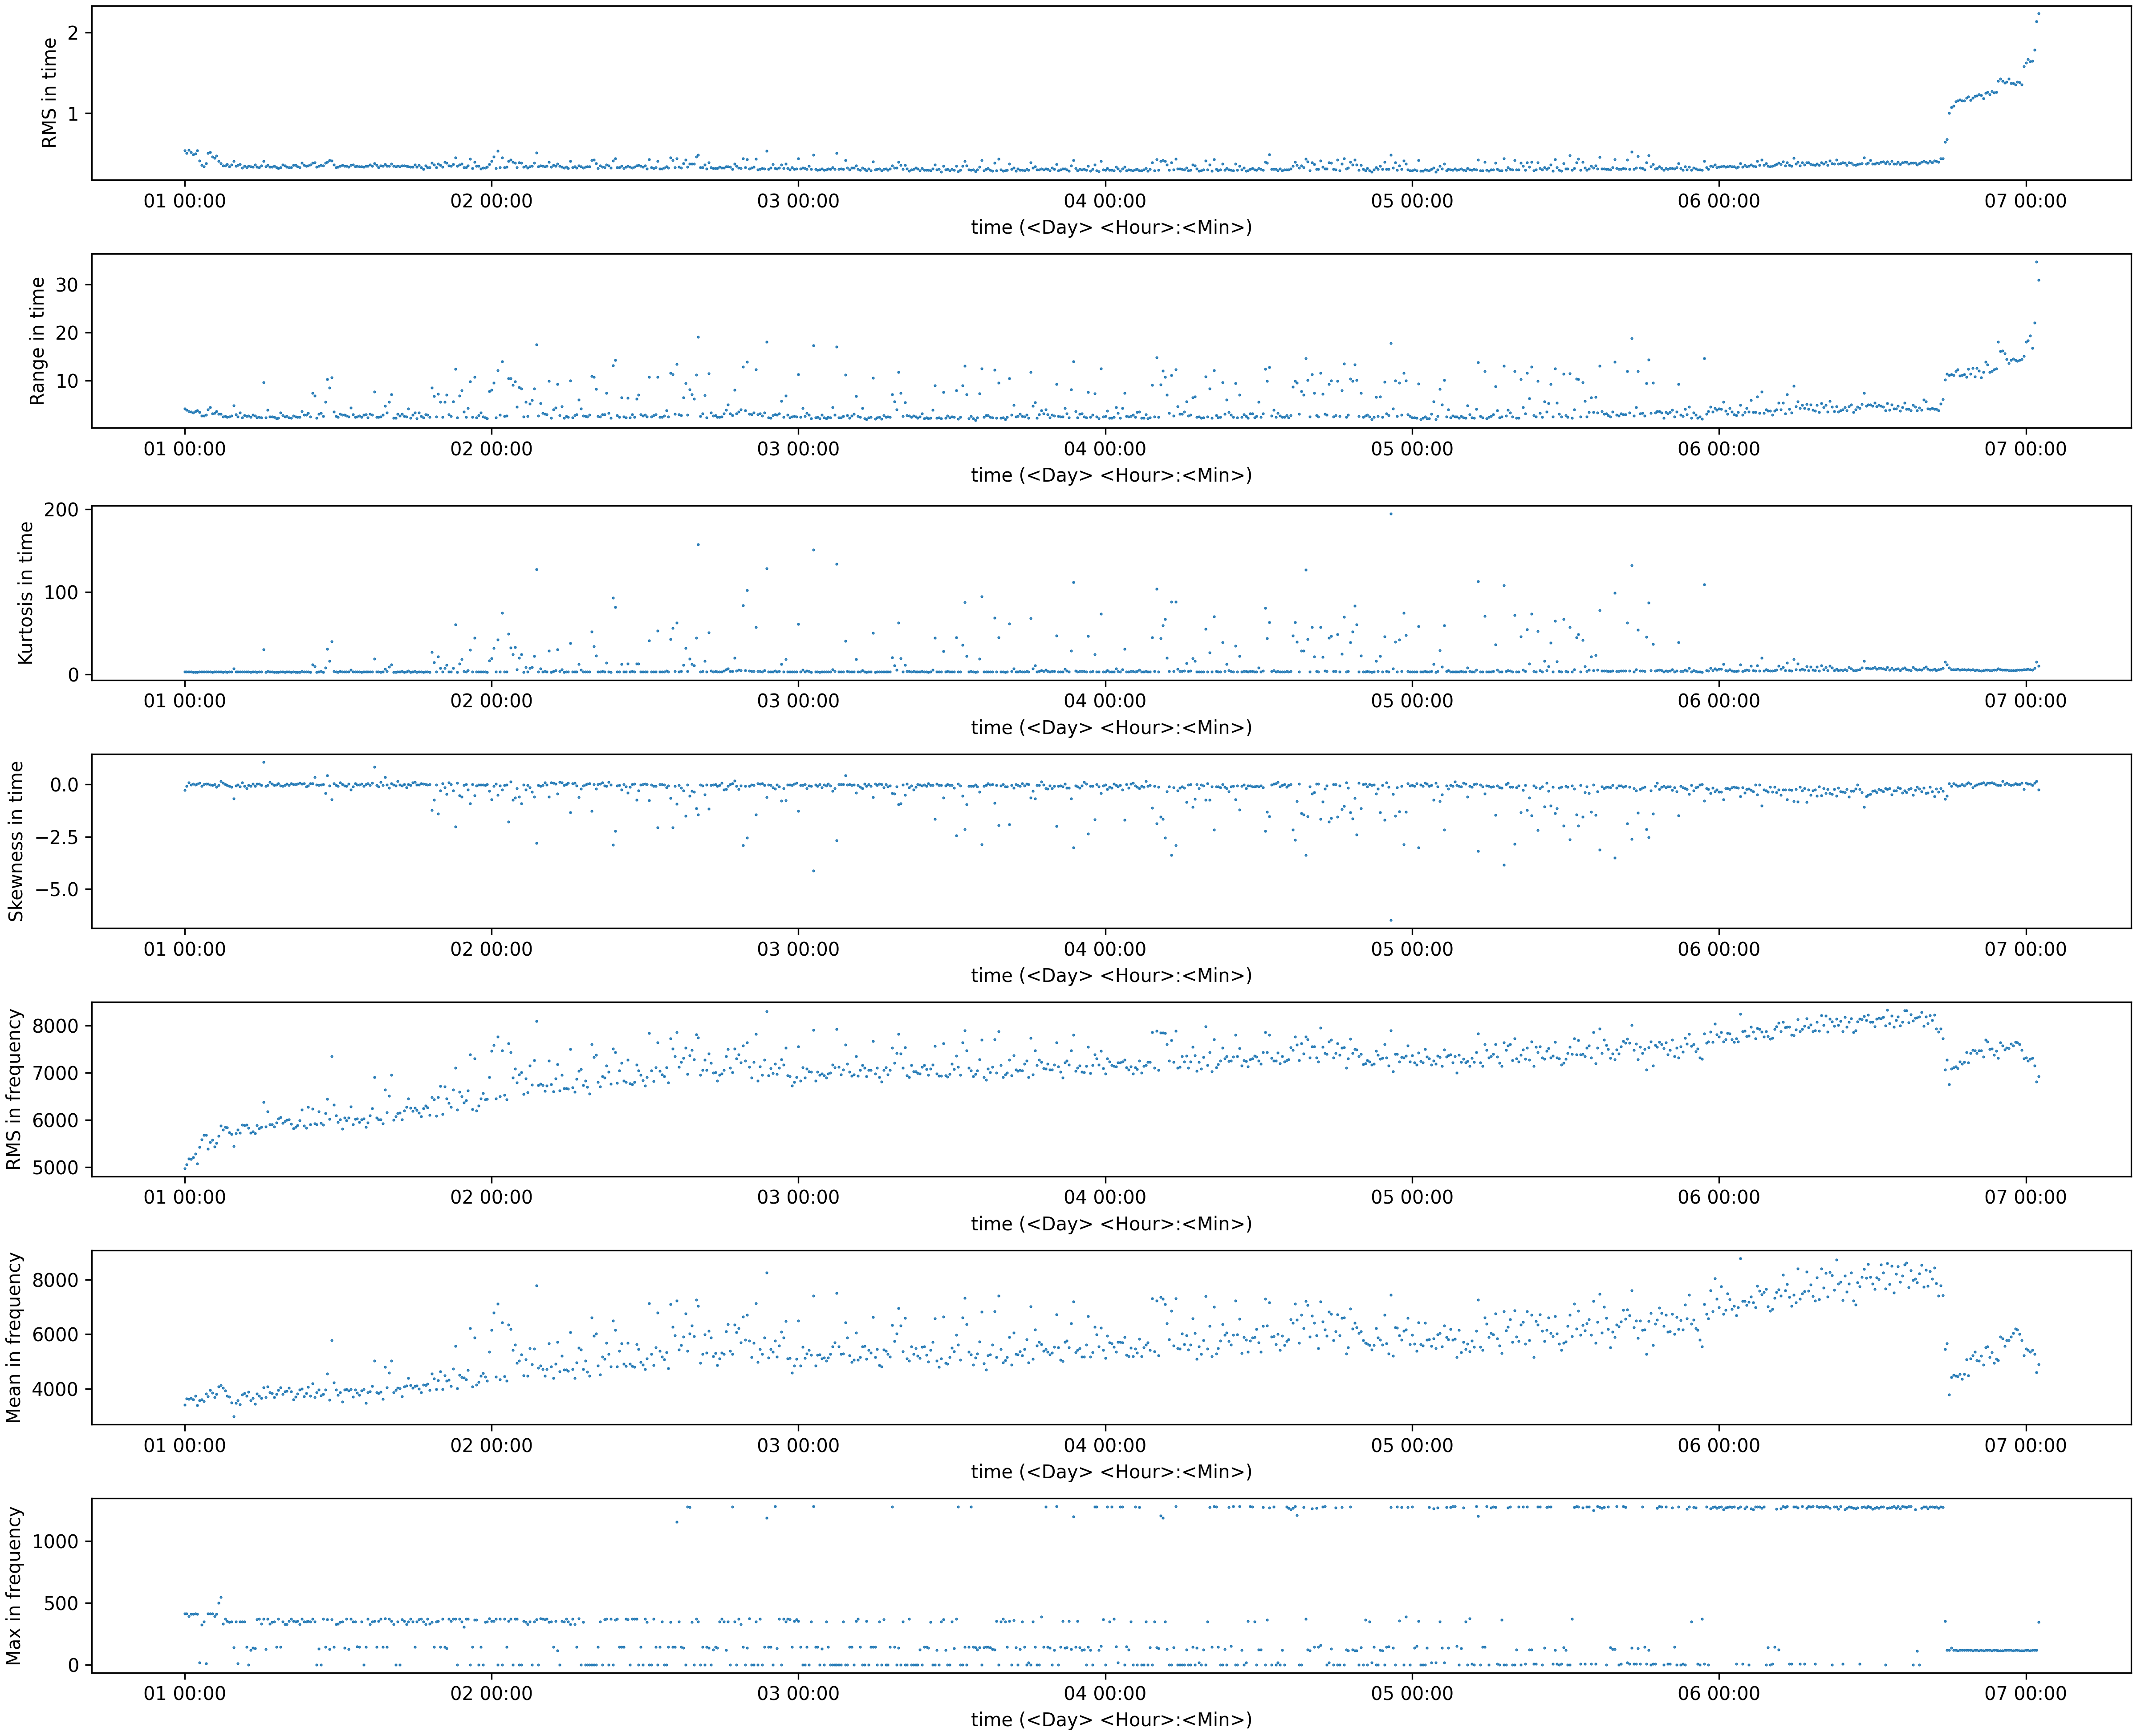 RMS in time
2
1
01 00:00 02 00:00 03 00:00 04 00:00 05 00:00 06 00:00 07 00:00
time (<Day> <Hour>:<Min>)
Range in time
30
20
10
01 00:00 02 00:00 03 00:00 04 00:00 05 00:00 06 00:00 07 00:00
time (<Day> <Hour>:<Min>)
Kurtosis in time
200
100
0
01 00:00 02 00:00 03 00:00 04 00:00 05 00:00 06 00:00 07 00:00
time (<Day> <Hour>:<Min>)
Skewness in time
0.0
−2.5
−5.0
01 00:00 02 00:00 03 00:00 04 00:00 05 00:00 06 00:00 07 00:00
time (<Day> <Hour>:<Min>)
RMS in frequency
8000
7000
6000
5000
01 00:00 02 00:00 03 00:00 04 00:00 05 00:00 06 00:00 07 00:00
time (<Day> <Hour>:<Min>)
Mean in frequency
8000
6000
4000
01 00:00 02 00:00 03 00:00 04 00:00 05 00:00 06 00:00 07 00:00
time (<Day> <Hour>:<Min>)
Max in frequency
1000
500
0
01 00:00 02 00:00 03 00:00 04 00:00 05 00:00 06 00:00 07 00:00
time (<Day> <Hour>:<Min>)